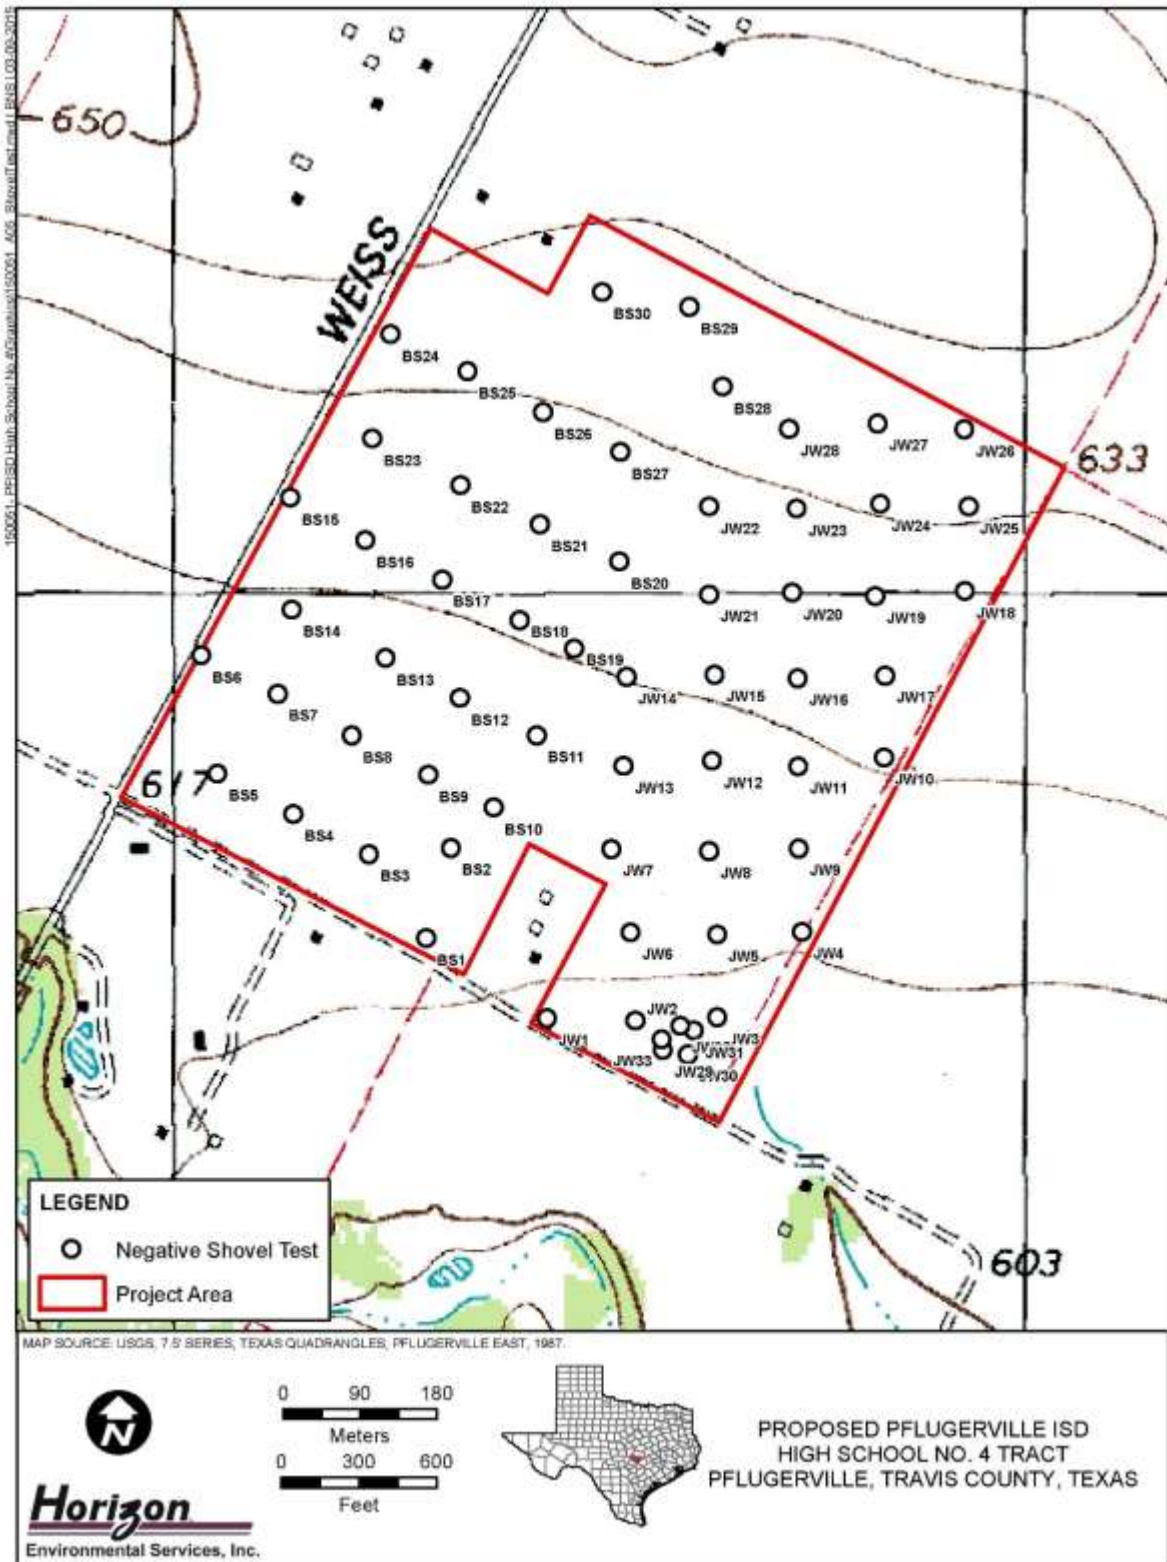 650
WEISS
BS30
BS29
BS24
BS25
BS28
BS26
JW28
JW27
JW26
BS23
BS27
633
BS22
JW22
JW23
JW24
JW25
BS15
BS21
BS16
BS20
BS17
JW21
JW20
JW19
JW18
BS14
BS18
BS19
BS6
BS13
JW14
JW15
JW16
JW17
BS7
BS12
BS8
BS11
JW13
JW12
JW11
JW10
617
BS5
BS9
BS10
BS4
BS3
BS2
JW7
JW8
JW9
BS1
JW6
JW5
JW4
JW1
JW2
JW3
JW33
JW31
JW29
JW30
LEGEND
Negative Shovel Test
Project Area
603
MAP SOURCE: USGS, 7.5' SERIES, TEXAS QUADRANGLES, PFLUGERVILLE EAST, 1987.
N
0 90 180
Meters
0 300 600
Feet
PROPOSED PFLUGERVILLE ISD
HIGH SCHOOL NO. 4 TRACT
PFLUGERVILLE, TRAVIS COUNTY, TEXAS
Horizon
Environmental Services, Inc.